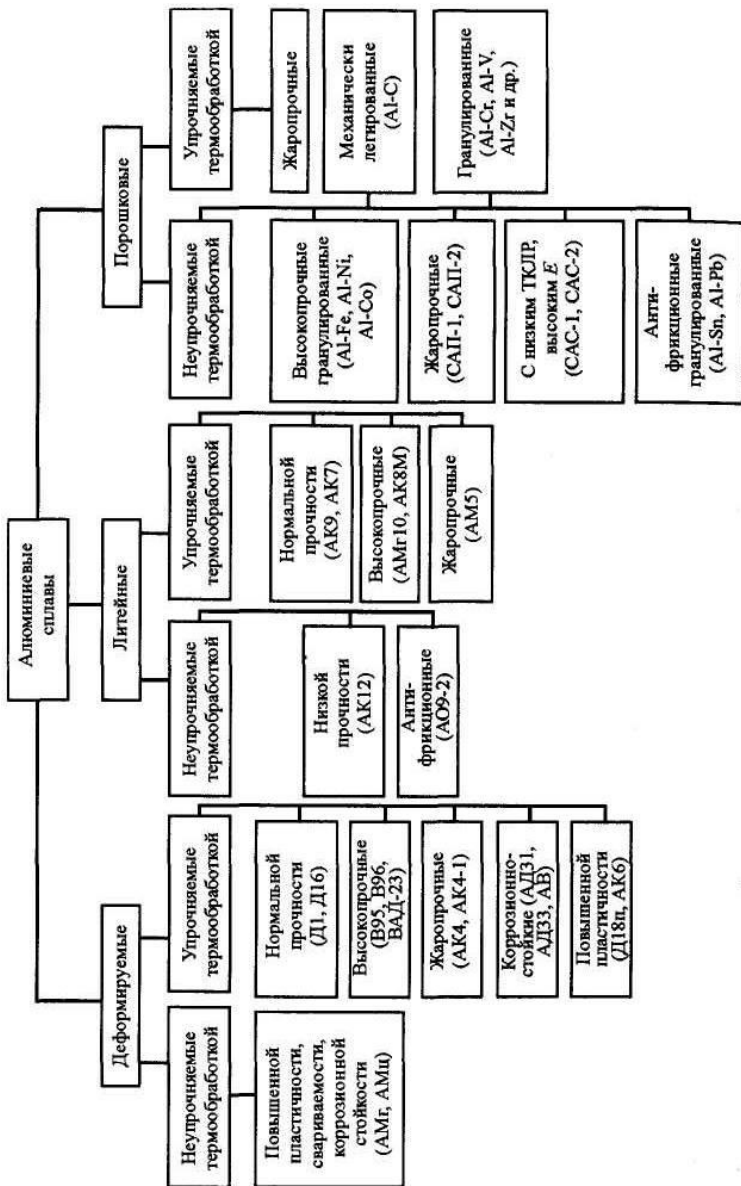 Алюминиевые
сплавы
Деформируемые
Литейные
Порошковые
Неупрочняемые
термообработкой
Упрочняемые
термообработкой
Неупрочняемые
термообработкой
Упрочняемые
термообработкой
Неупрочняемые
термообработкой
Упрочняемые
термообработкой
Повышенной
пластичности,
свариваемости,
коррозионной
стойкости
(АМг, АМц)
Нормальной
прочности
(Д1, Д16)
Высокопрочные
(В95, В96,
ВАД-23)
Жаропрочные
(АК4, АК4-1)
Коррозионно-
стойкие (АД31,
АД33, АВ)
Повышенной
пластичности
(Д18п, АК6)
Низкой
прочности
(АК12)
Анти-
фрикционные
(АО9-2)
Нормальной
прочности
(АК9, АК7)
Высокопрочные
(АМг10, АК8М)
Жаропрочные
(АМ5)
Высокопрочные
гранулированные
(Al-Fe, Al-Ni,
Al-Co)
Жаропрочные
(САП-1, САП-2)
С низким ТКЛР,
высоким E
(САС-1, САС-2)
Анти-
фрикционные
гранулированные
(Al-Sn, Al-Pb)
Жаропрочные
Механически
легированные
(Al-C)
Гранулированные
(Al-Cr, Al-V,
Al-Zr и др.)